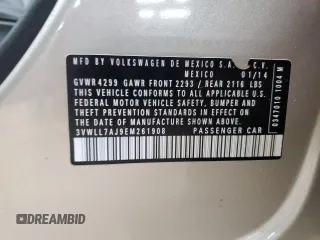 MFD BY VOLKSWAGEN DE MEXICO S.A. DE C.V.
MEXICO 01/14
GVWR 4299 GAWR FRONT 2293 / REAR 2116 LBS
THIS VEHICLE CONFORMS TO ALL APPLICABLE U.S.
FEDERAL MOTOR VEHICLE SAFETY, BUMPER AND
THEFT PREVENTION STANDARDS IN EFFECT ON THE
DATE OF MANUFACTURE SHOWN ABOVE.
3VWLL7AJ9EM261908 PASSENGER CAR
0347010 1004 M
© DREAMBID